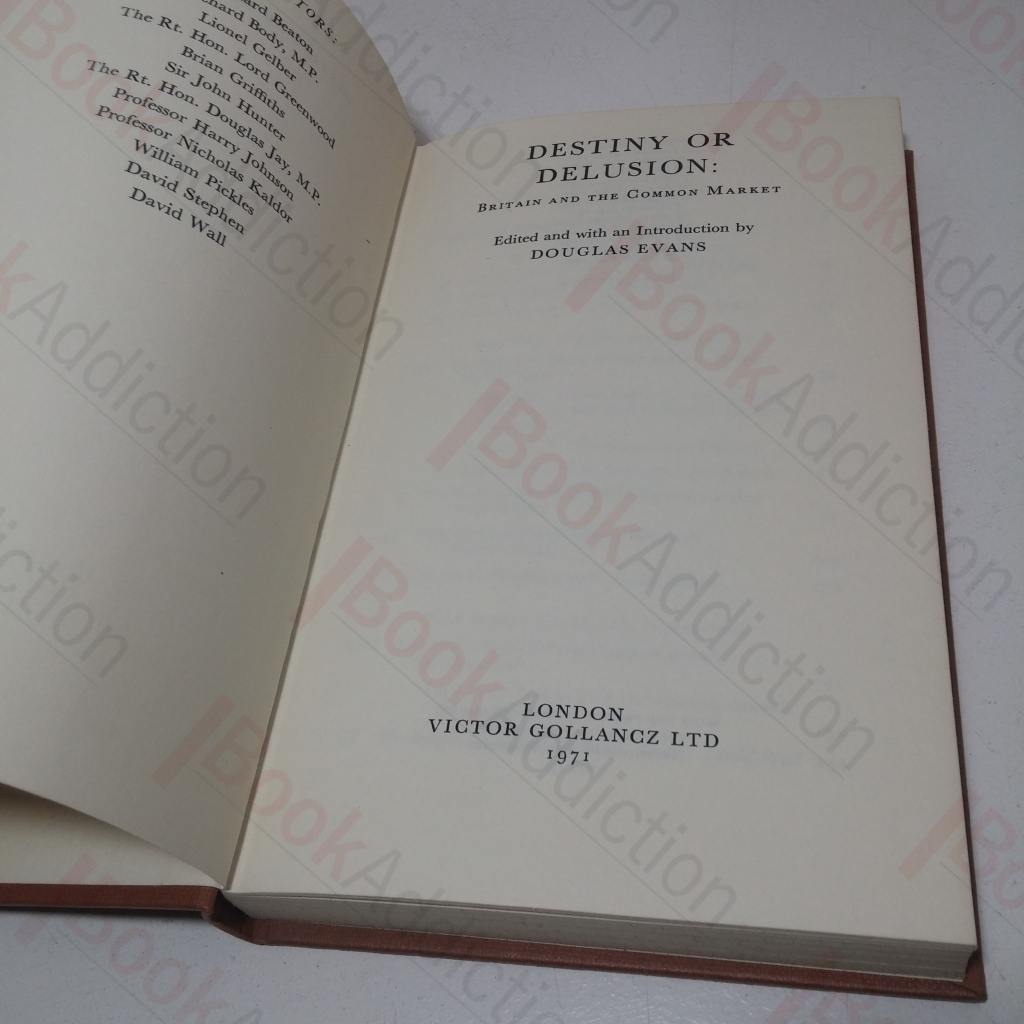 TORS:
ard Beaton
chard Body, M.P.
Lionel Gelber
The Rt. Hon. Lord Greenwood
Brian Griffiths
Sir John Hunter
The Rt. Hon. Douglas Jay, M.P.
Professor Harry Johnson
Professor Nicholas Kaldor
William Pickles
David Stephen
David Wall
DESTINY OR
DELUSION:
BRITAIN AND THE COMMON MARKET
Edited and with an Introduction by
DOUGLAS EVANS
LONDON
VICTOR GOLLANCZ LTD
1971
BookAddiction